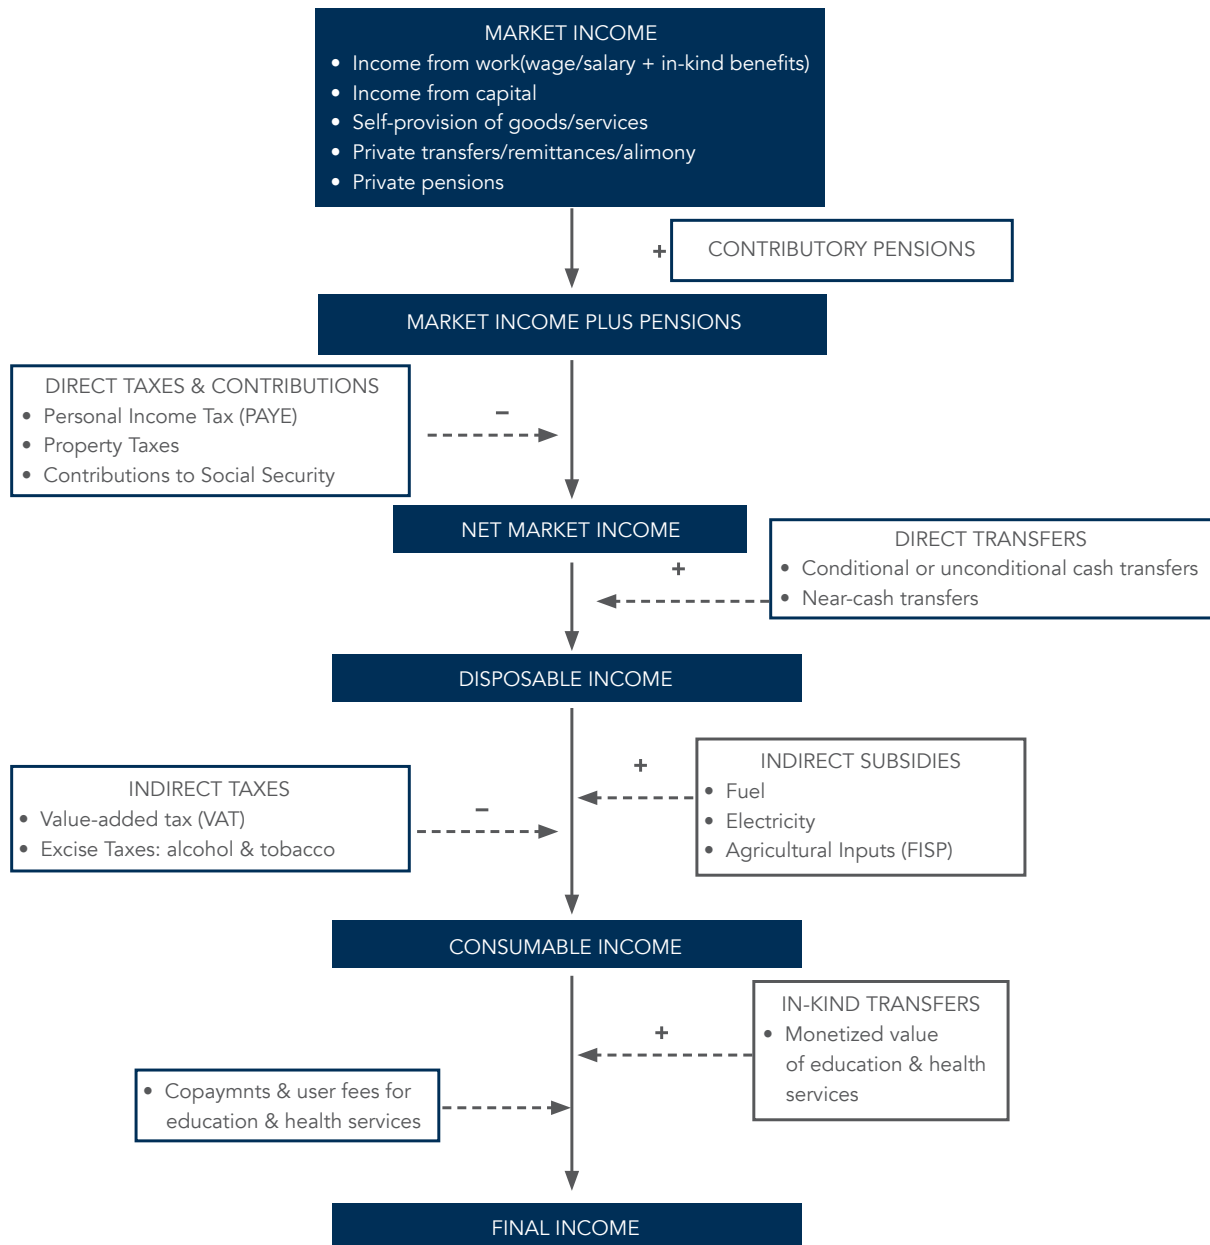 MARKET INCOME
• Income from work(wage/salary + in-kind benefits)
• Income from capital
• Self-provision of goods/services
• Private transfers/remittances/alimony
• Private pensions
+
CONTRIBUTORY PENSIONS
MARKET INCOME PLUS PENSIONS
DIRECT TAXES & CONTRIBUTIONS
• Personal Income Tax (PAYE)
• Property Taxes
• Contributions to Social Security
–
NET MARKET INCOME
DIRECT TRANSFERS
• Conditional or unconditional cash transfers
• Near-cash transfers
+
DISPOSABLE INCOME
INDIRECT SUBSIDIES
• Fuel
• Electricity
• Agricultural Inputs (FISP)
+
INDIRECT TAXES
• Value-added tax (VAT)
• Excise Taxes: alcohol & tobacco
–
CONSUMABLE INCOME
IN-KIND TRANSFERS
• Monetized value
of education & health
services
+
• Copaymnts & user fees for
education & health services
FINAL INCOME